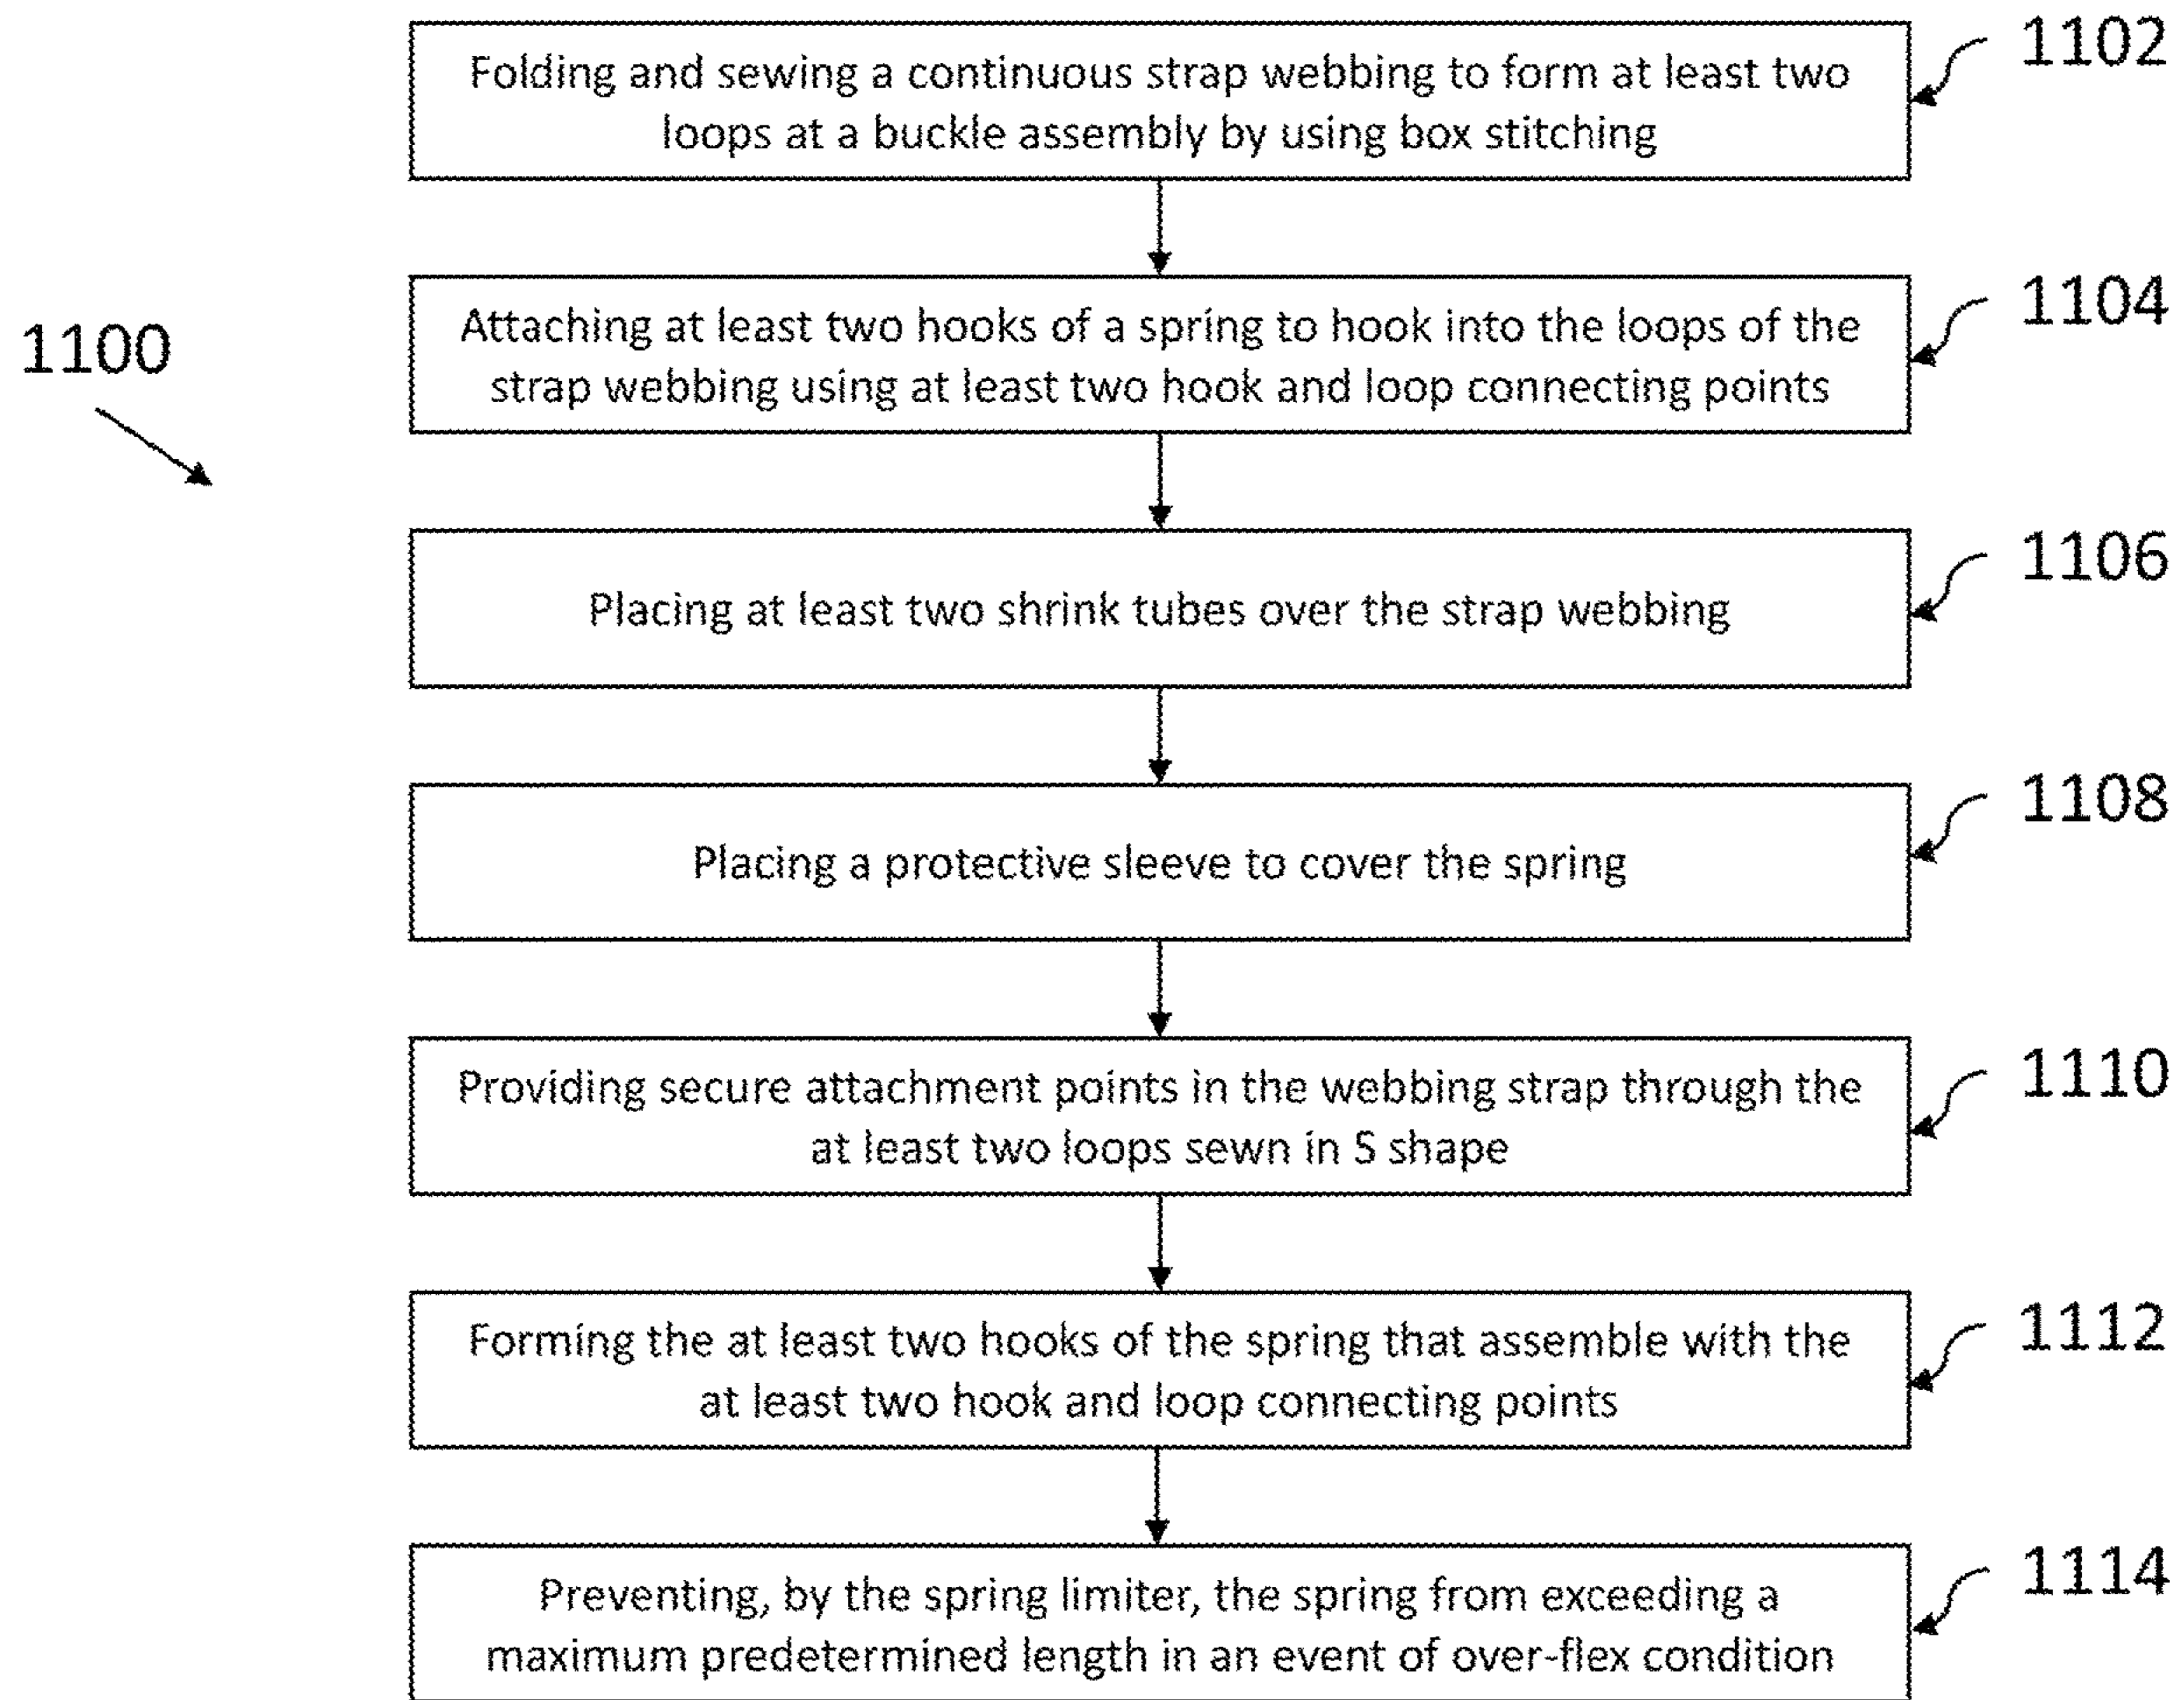 Folding and sewing a continuous strap webbing to form at least two
loops at a buckle assembly by using box stitching
1102
Attaching at least two hooks of a spring to hook into the loops of the
strap webbing using at least two hook and loop connecting points
1104
1100
Placing at least two shrink tubes over the strap webbing
1106
Placing a protective sleeve to cover the spring
1108
Providing secure attachment points in the webbing strap through the
at least two loops sewn in S shape
1110
Forming the at least two hooks of the spring that assemble with the
at least two hook and loop connecting points
1112
Preventing, by the spring limiter, the spring from exceeding a
maximum predetermined length in an event of over-flex condition
1114